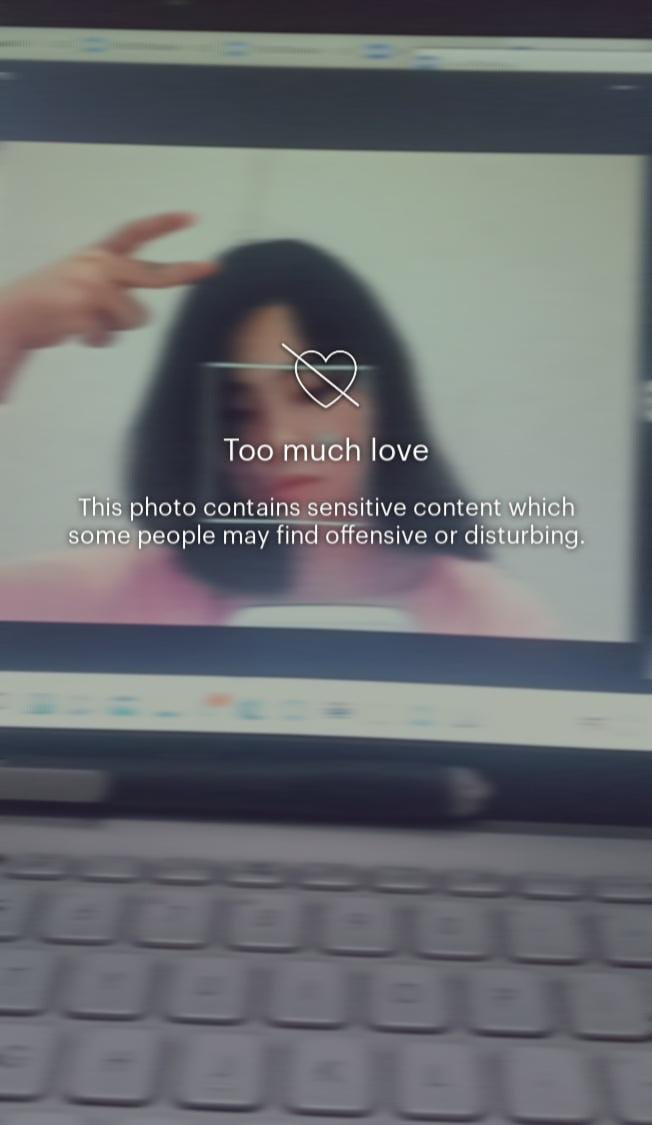 Too much love
This photo contains sensitive content which
some people may find offensive or disturbing.